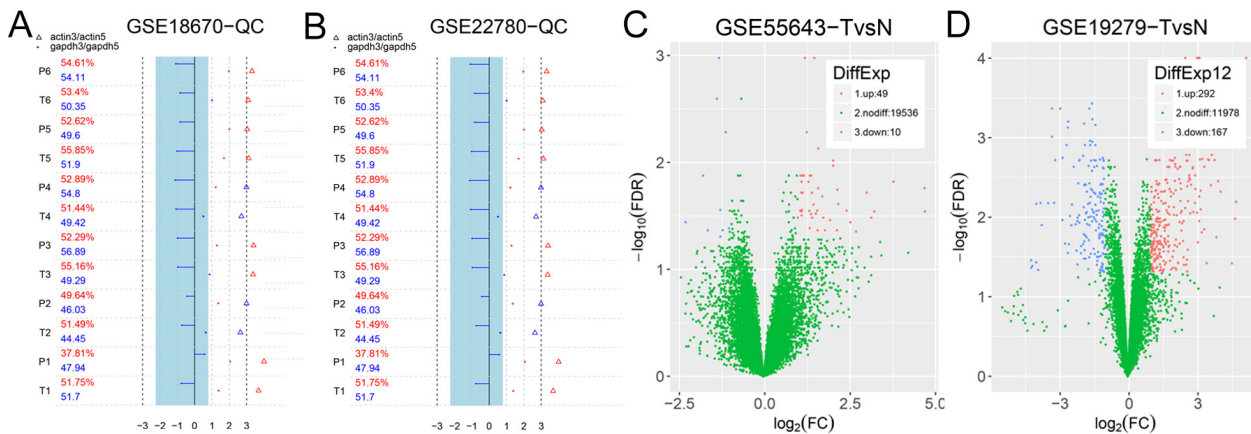 A
GSE18670-QC
△ actin3/actin5
• gapdh3/gapdh5
P6
54.61%
54.11
T6
53.4%
50.35
P5
52.62%
49.6
T5
55.85%
51.9
P4
52.89%
54.8
T4
51.44%
49.42
P3
52.29%
56.89
T3
55.16%
49.29
P2
49.64%
46.03
T2
51.49%
44.45
P1
37.81%
47.94
T1
51.75%
51.7
-3 -2 -1 0 1 2 3
B
GSE22780-QC
△ actin3/actin5
• gapdh3/gapdh5
P6
54.61%
54.11
T6
53.4%
50.35
P5
52.62%
49.6
T5
55.85%
51.9
P4
52.89%
54.8
T4
51.44%
49.42
P3
52.29%
56.89
T3
55.16%
49.29
P2
49.64%
46.03
T2
51.49%
44.45
P1
37.81%
47.94
T1
51.75%
51.7
-3 -2 -1 0 1 2 3
C
GSE55643-TvsN
DiffExp
1.up:49
2.nodiff:19536
3.down:10
-log₁₀(FDR)
3
2
1
0
-2.5 0.0 2.5 5.0
log₂(FC)
D
GSE19279-TvsN
DiffExp12
1.up:292
2.nodiff:11978
3.down:167
-log₁₀(FDR)
4
3
2
1
0
-3 0 3
log₂(FC)